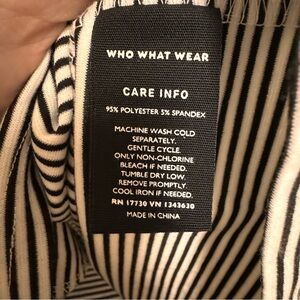 WHO WHAT WEAR
CARE INFO
95% POLYESTER 5% SPANDEX
MACHINE WASH COLD
SEPARATELY.
GENTLE CYCLE.
ONLY NON-CHLORINE
BLEACH IF NEEDED.
TUMBLE DRY LOW.
REMOVE PROMPTLY.
COOL IRON IF NEEDED.
RN 17730 VN 1343630
MADE IN CHINA